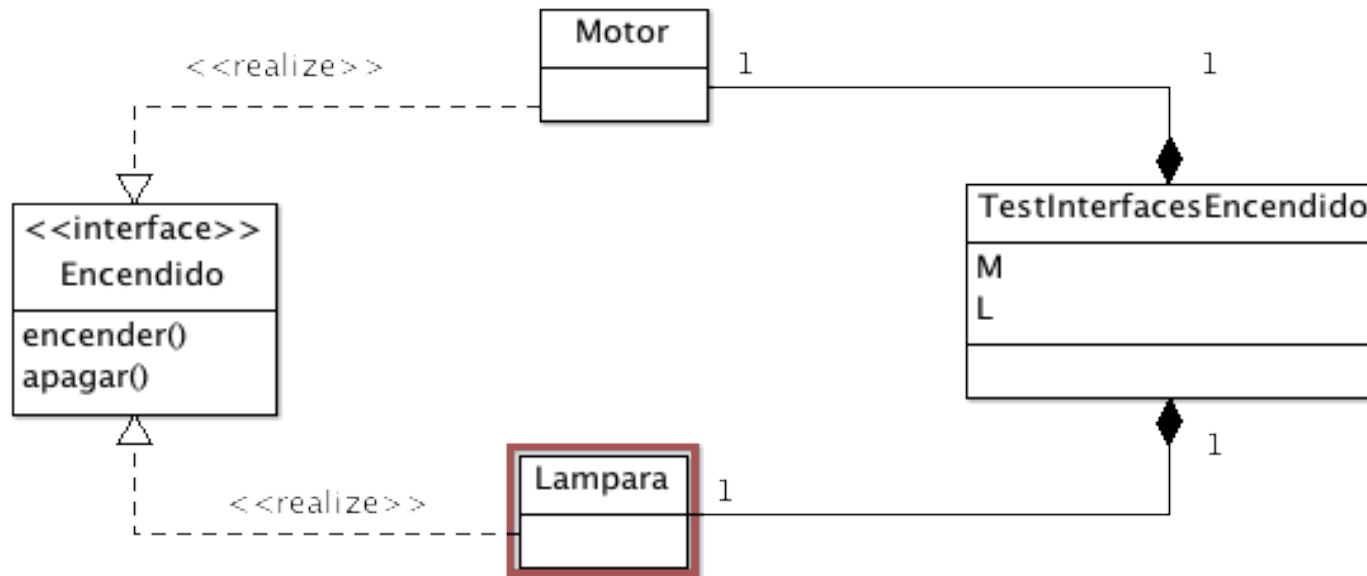 Motor
<<realize>>
1
1
<<interface>>
Encendido
encender()
apagar()
TestInterfacesEncendido
M
L
<<realize>>
Lampara
1
1